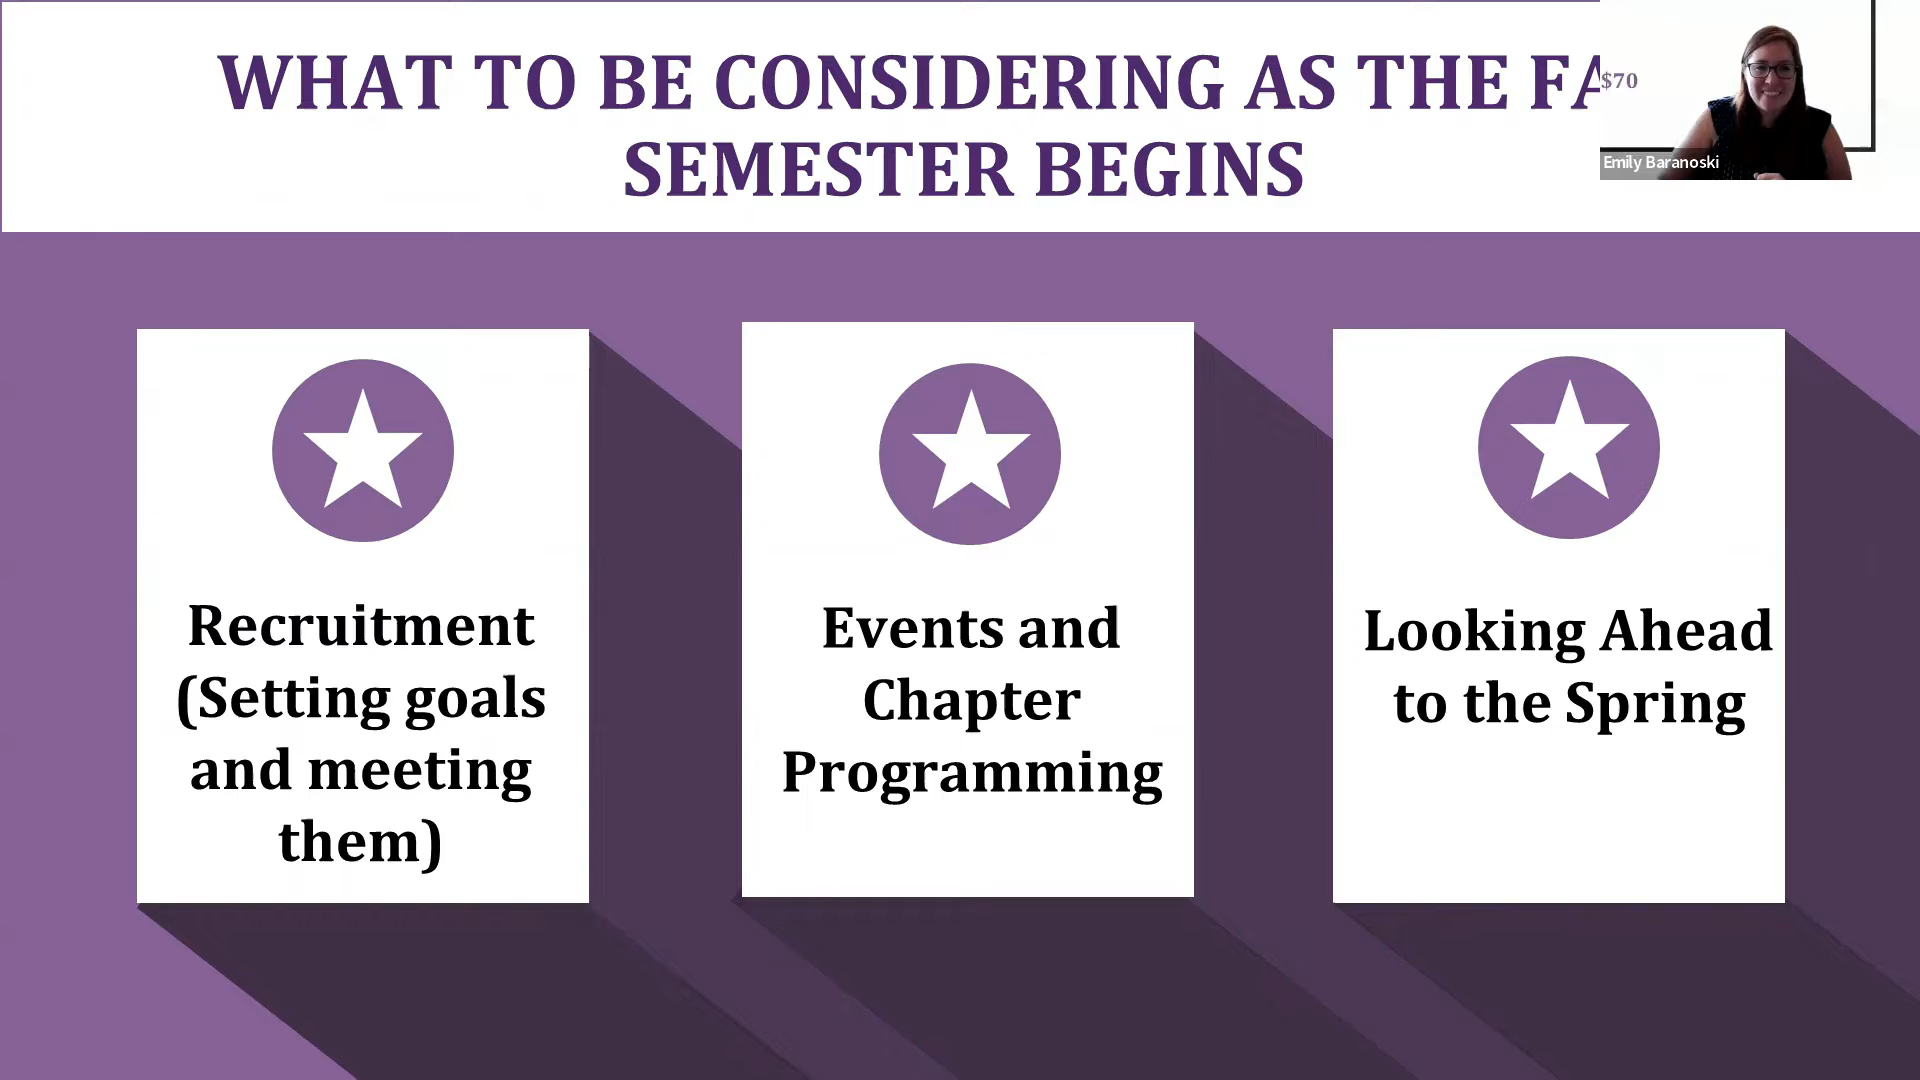 WHAT TO BE CONSIDERING AS THE FA
$70
SEMESTER BEGINS
Emily Baranoski
Recruitment
(Setting goals
and meeting
them)
Events and
Chapter
Programming
Looking Ahead
to the Spring